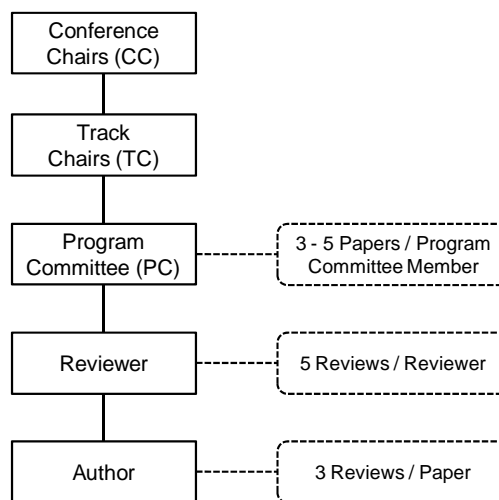 Conference
Chairs (CC)
Track
Chairs (TC)
Program
Committee (PC)
3 - 5 Papers / Program
Committee Member
Reviewer
5 Reviews / Reviewer
Author
3 Reviews / Paper